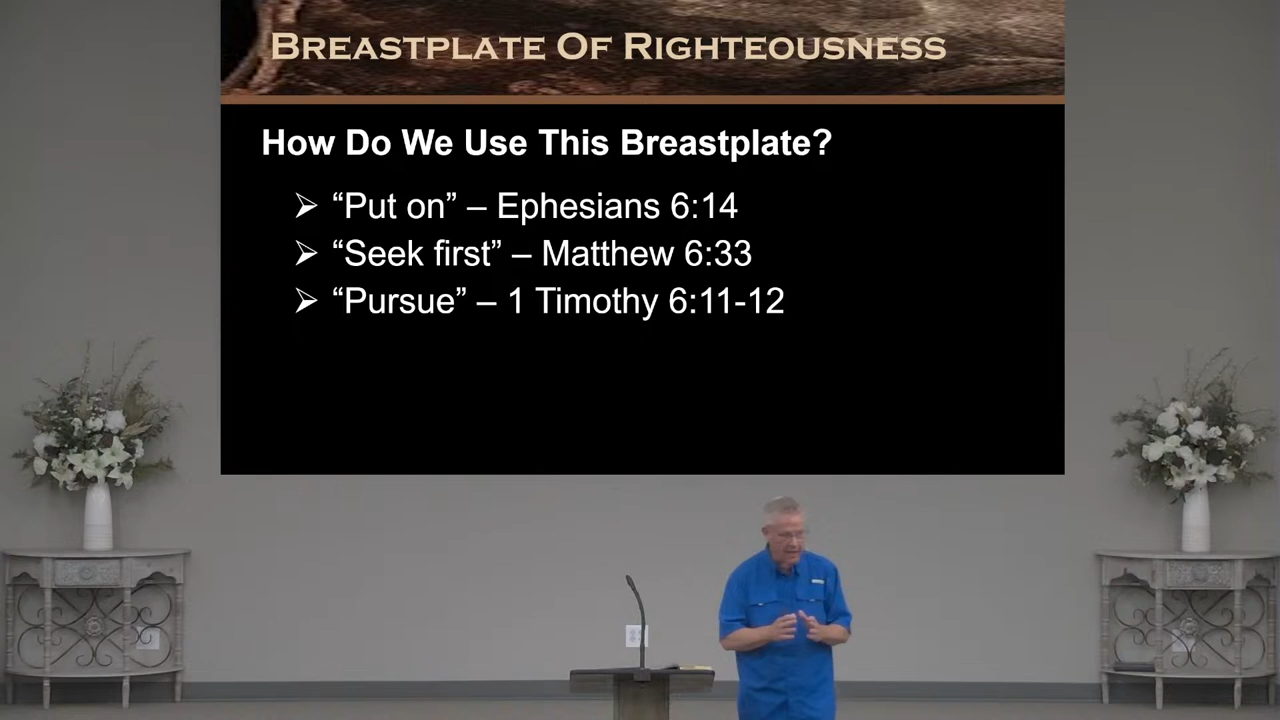 BREASTPLATE OF RIGHTEOUSNESS
How Do We Use This Breastplate?
➢ “Put on” – Ephesians 6:14
➢ “Seek first” – Matthew 6:33
➢ “Pursue” – 1 Timothy 6:11-12